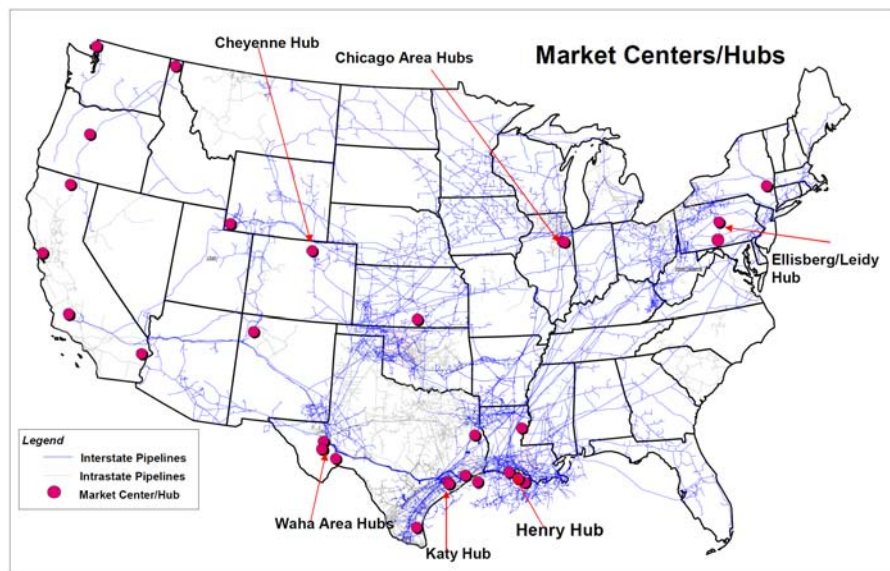 Market Centers/Hubs
Cheyenne Hub
Chicago Area Hubs
Ellisberg/Leidy
Hub
Legend
Interstate Pipelines
Intrastate Pipelines
Market Center/Hub
Waha Area Hubs
Katy Hub
Henry Hub